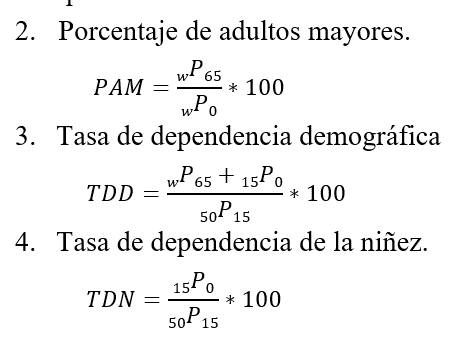 2. Porcentaje de adultos mayores.
PAM = wP65 / wP0 * 100
3. Tasa de dependencia demográfica
TDD = wP65 + 15P0 / 50P15 * 100
4. Tasa de dependencia de la niñez.
TDN = 15P0 / 50P15 * 100